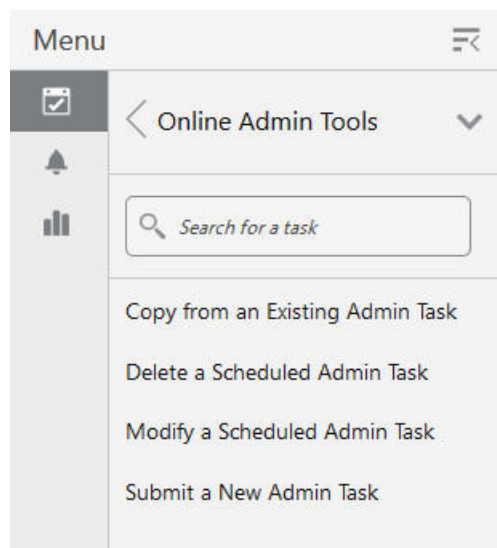 Menu
Online Admin Tools
Search for a task
Copy from an Existing Admin Task
Delete a Scheduled Admin Task
Modify a Scheduled Admin Task
Submit a New Admin Task